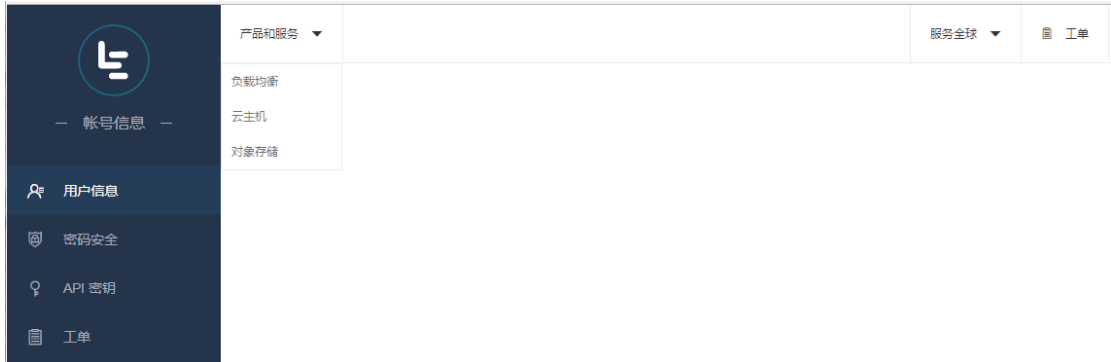 产品和服务
服务全球
工单
负载均衡
云主机
对象存储
— 帐号信息 —
用户信息
密码安全
API 密钥
工单